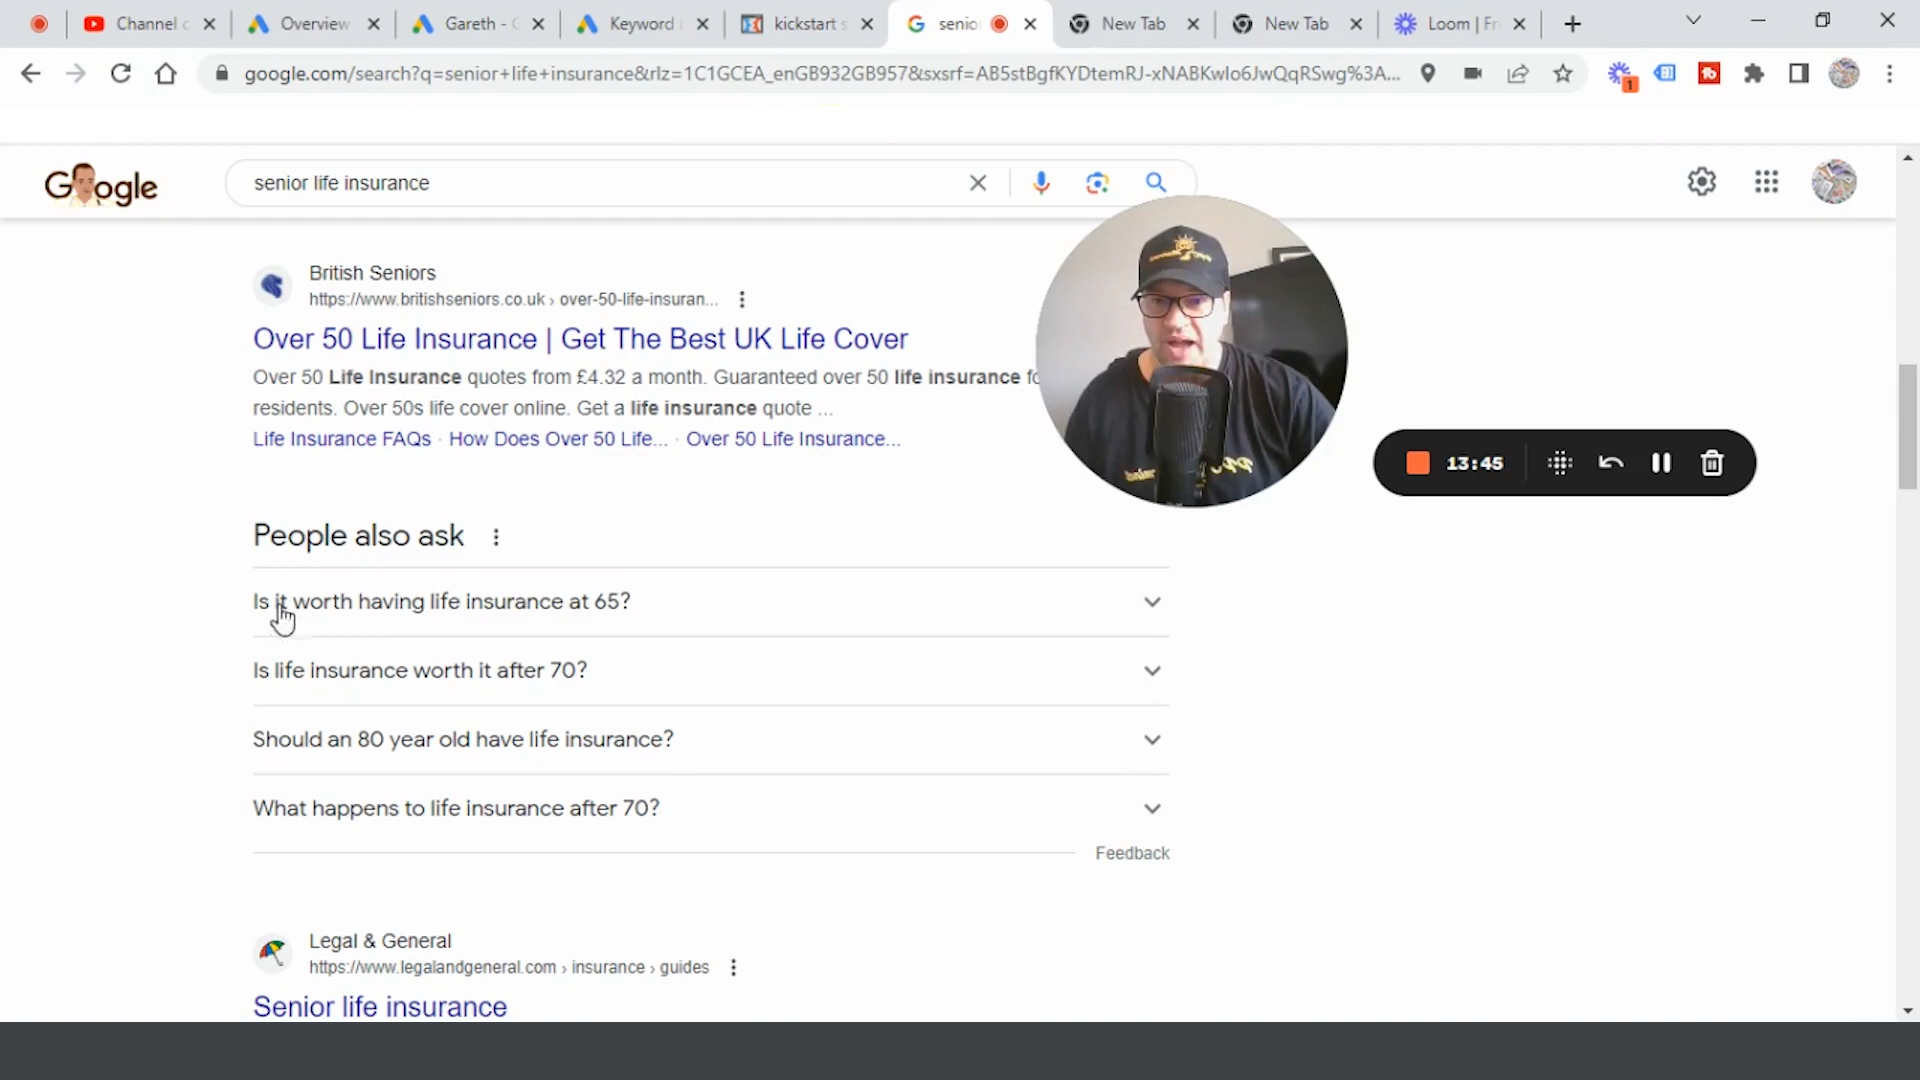 Channel c
Overview
Gareth - G
Keyword
kickstart s
senio
New Tab
New Tab
Loom | Fr
google.com/search?q=senior+life+insurance&rlz=1C1GCEA_enGB932GB957&sxsrf=AB5stBgfKYDtemRJ-xNABKwIo6JwQqRSwg%3A...
1
Google
senior life insurance
British Seniors
https://www.britishseniors.co.uk › over-50-life-insuran...
Over 50 Life Insurance | Get The Best UK Life Cover
Over 50 Life Insurance quotes from £4.32 a month. Guaranteed over 50 life insurance fo
residents. Over 50s life cover online. Get a life insurance quote ...
Life Insurance FAQs · How Does Over 50 Life... · Over 50 Life Insurance...
13:45
People also ask
Is it worth having life insurance at 65?
Is life insurance worth it after 70?
Should an 80 year old have life insurance?
What happens to life insurance after 70?
Feedback
Legal & General
https://www.legalandgeneral.com › insurance › guides
Senior life insurance